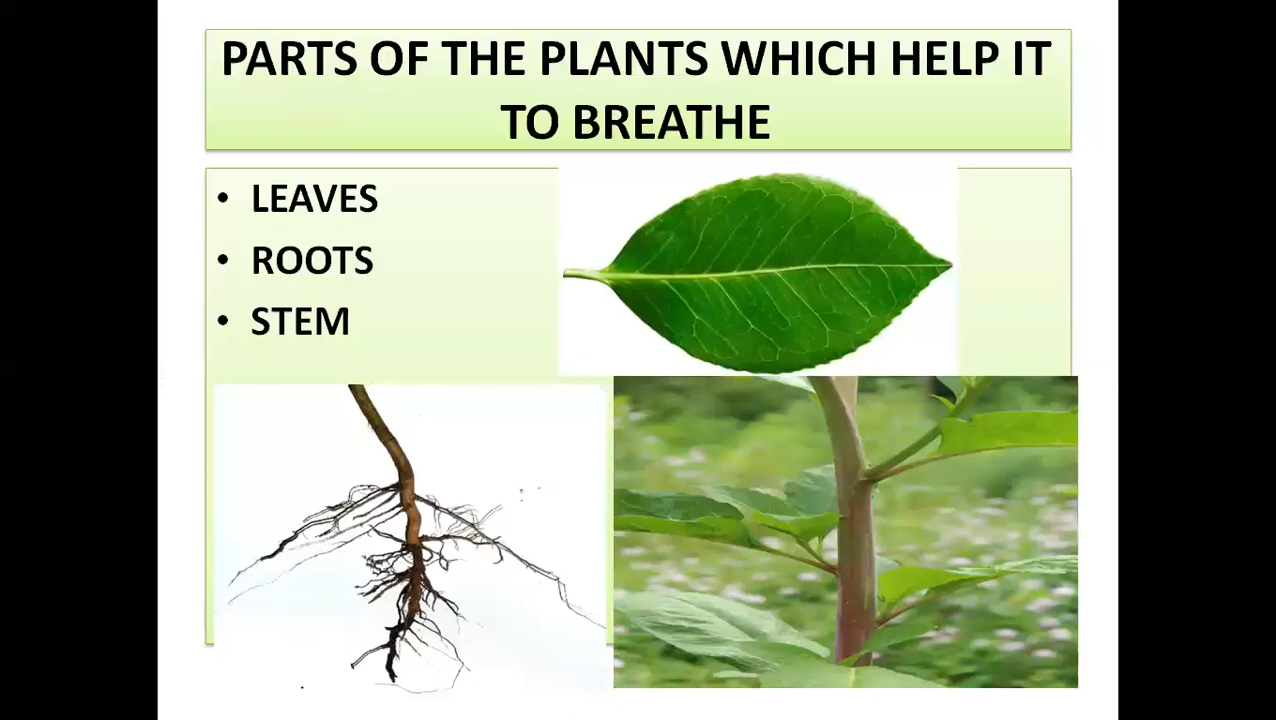 PARTS OF THE PLANTS WHICH HELP IT
TO BREATHE
• LEAVES
• ROOTS
• STEM